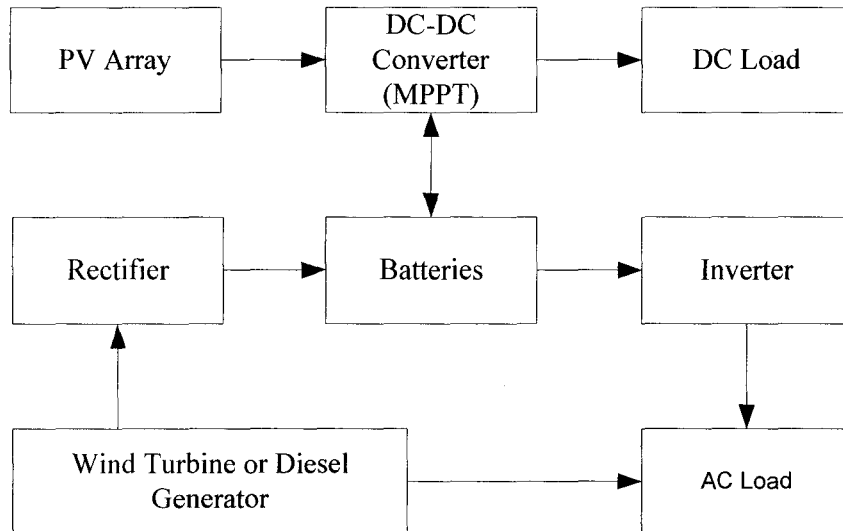 PV Array
DC-DC
Converter
(MPPT)
DC Load
Rectifier
Batteries
Inverter
Wind Turbine or Diesel
Generator
AC Load